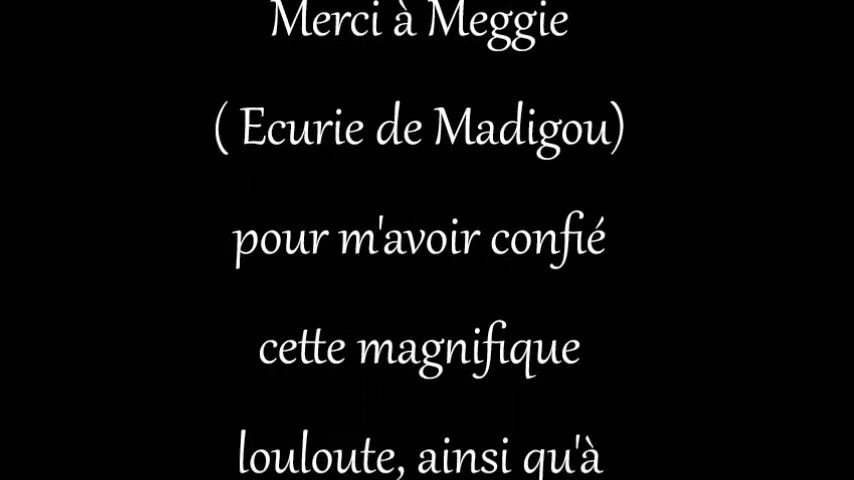 Merci à Meggie
( Ecurie de Madigou)
pour m'avoir confié
cette magnifique
louloute, ainsi qu'à